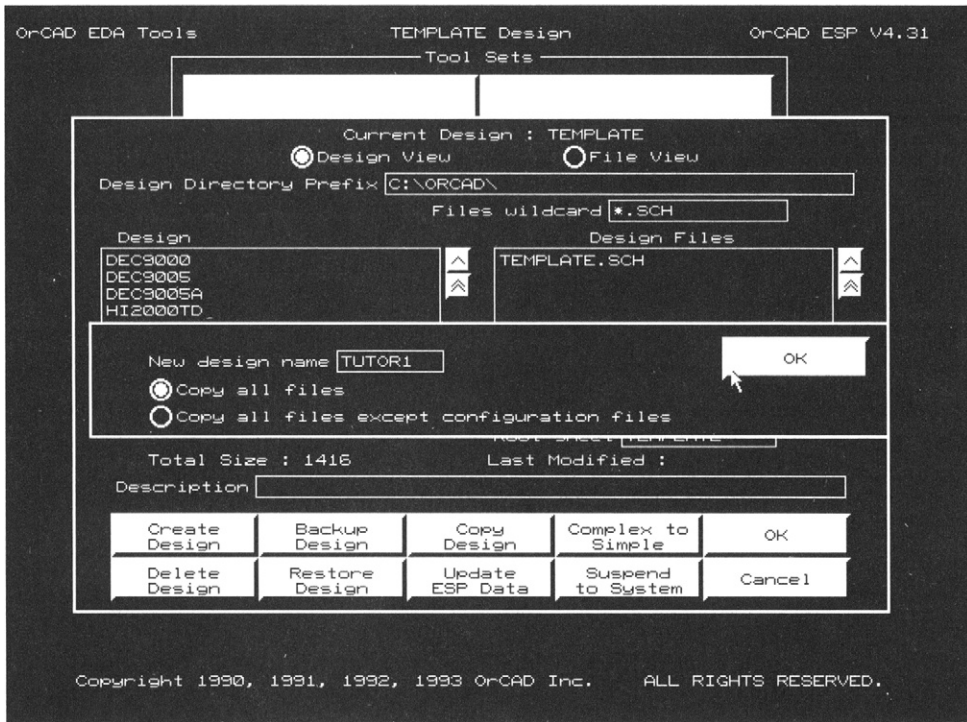 OrCAD EDA Tools TEMPLATE Design OrCAD ESP V4.31
Tool Sets
Current Design : TEMPLATE
Design View File View
Design Directory Prefix C:\ORCAD\
Files wildcard *.SCH
Design Design Files
DEC9000 TEMPLATE.SCH
DEC9005
DEC9005A
HI2000TD_
New design name TUTOR1 OK
Copy all files
Copy all files except configuration files
Total Size : 1416 Last Modified :
Description
Create Design Backup Design Copy Design Complex to Simple OK
Delete Design Restore Design Update ESP Data Suspend to System Cancel
Copyright 1990, 1991, 1992, 1993 OrCAD Inc. ALL RIGHTS RESERVED.